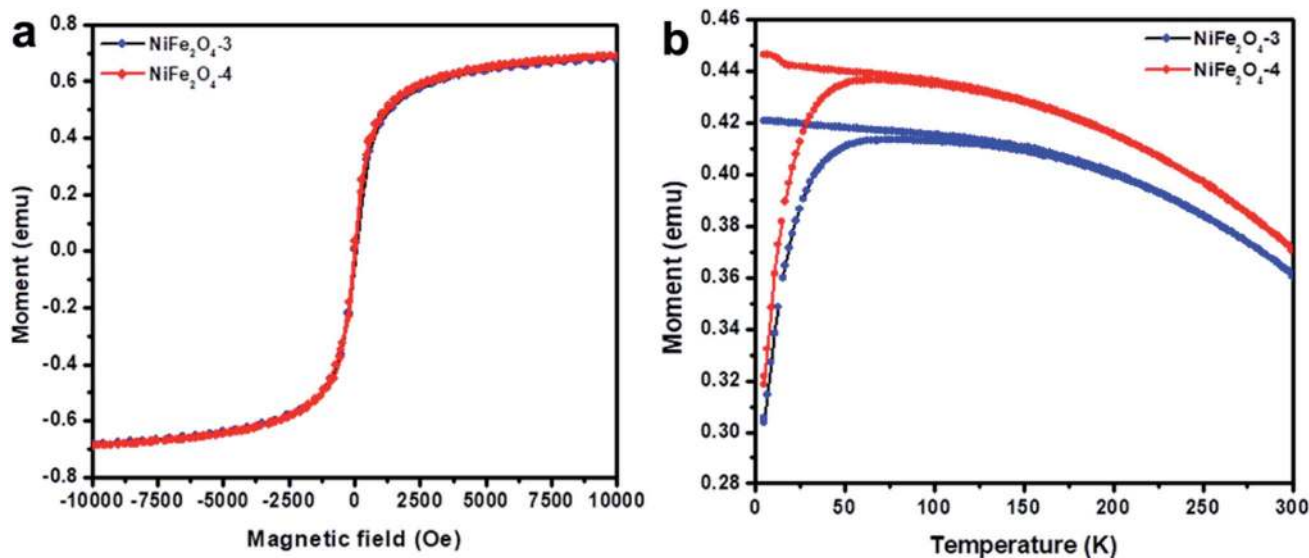 a
NiFe₂O₄-3
NiFe₂O₄-4
0.8
0.6
0.4
0.2
0.0
-0.2
-0.4
-0.6
-0.8
Moment (emu)
-10000 -7500 -5000 -2500 0 2500 5000 7500 10000
Magnetic field (Oe)
b
NiFe₂O₄-3
NiFe₂O₄-4
0.46
0.44
0.42
0.40
0.38
0.36
0.34
0.32
0.30
0.28
Moment (emu)
0 50 100 150 200 250 300
Temperature (K)